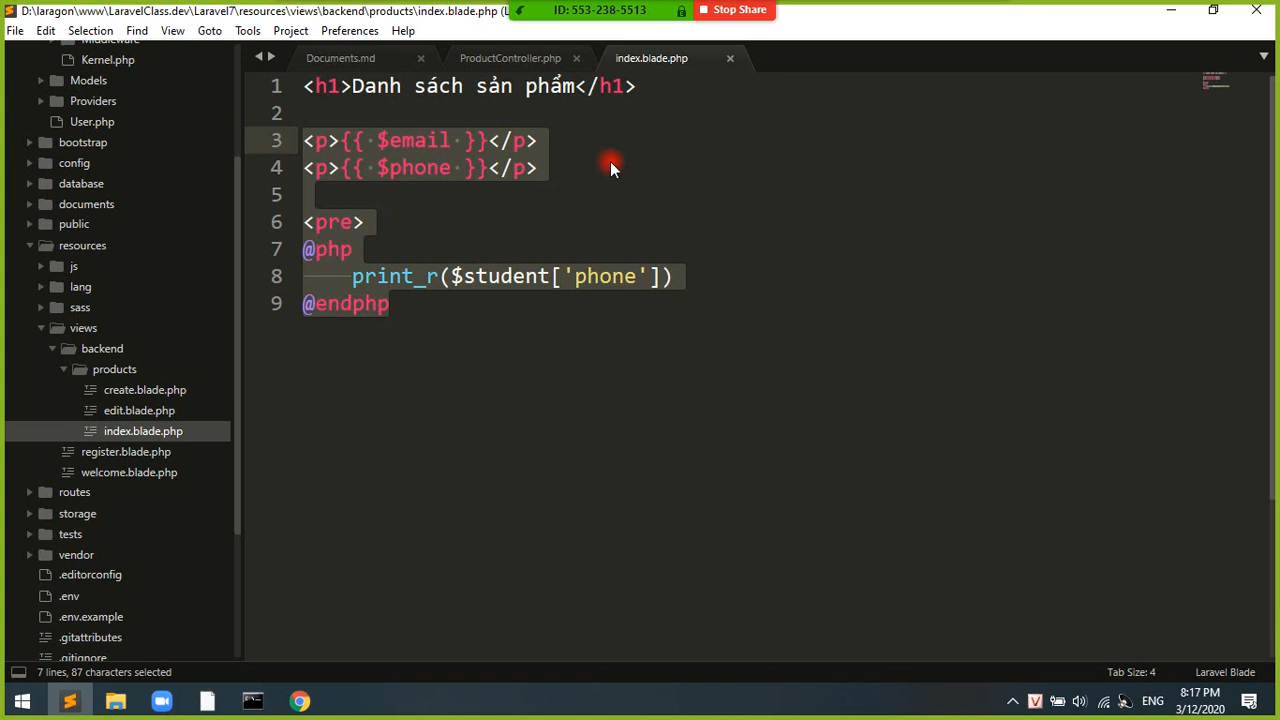 D:\laragon\www\LaravelClass.dev\Laravel7\resources\views\backend\products\index.blade.php (L
ID: 553-238-5513
Stop Share
File Edit Selection Find View Goto Tools Project Preferences Help
Kernel.php
Models
Providers
User.php
bootstrap
config
database
documents
public
resources
js
lang
sass
views
backend
products
create.blade.php
edit.blade.php
index.blade.php
register.blade.php
welcome.blade.php
routes
storage
tests
vendor
.editorconfig
.env
.env.example
.gitattributes
.gitignore
Documents.md ProductController.php index.blade.php
1 <h1>Danh sách sản phẩm</h1>
2
3 <p>{{ $email }}</p>
4 <p>{{ $phone }}</p>
5
6 <pre>
7 @php
8 print_r($student['phone'])
9 @endphp
7 lines, 87 characters selected
Tab Size: 4
Laravel Blade
ENG
8:17 PM
3/12/2020